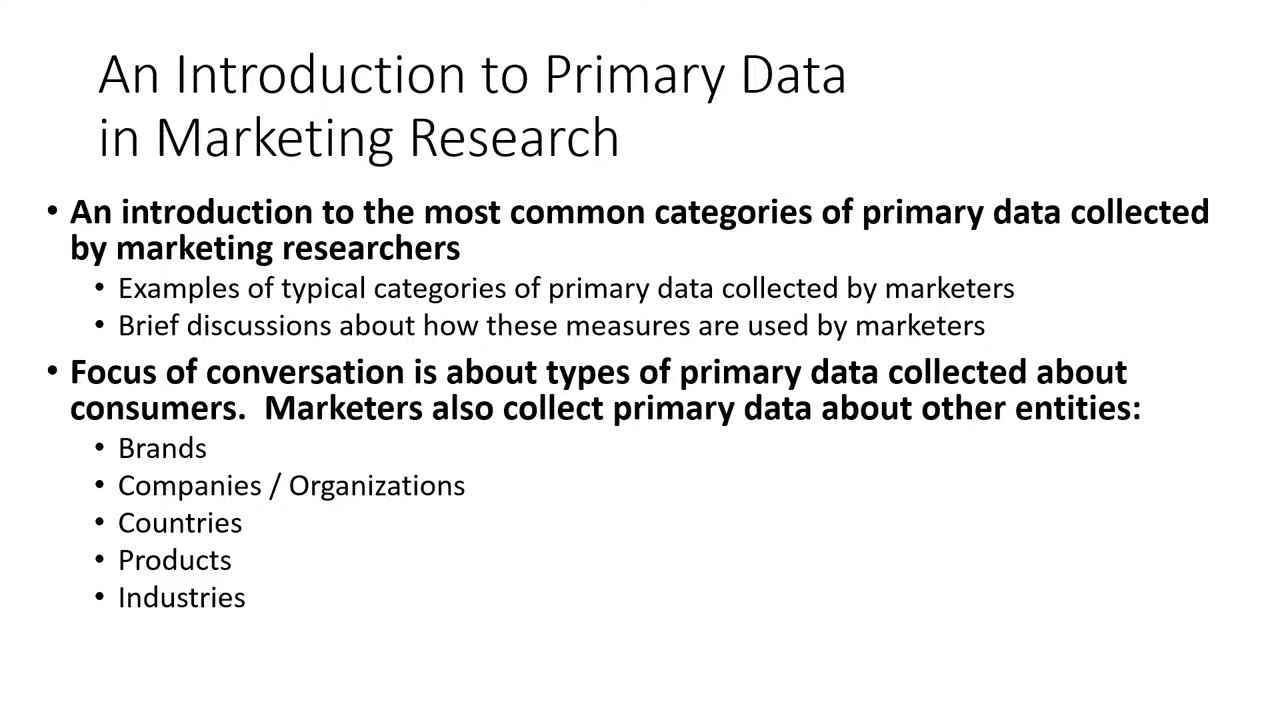 An Introduction to Primary Data
in Marketing Research
• An introduction to the most common categories of primary data collected
by marketing researchers
• Examples of typical categories of primary data collected by marketers
• Brief discussions about how these measures are used by marketers
• Focus of conversation is about types of primary data collected about
consumers.  Marketers also collect primary data about other entities:
• Brands
• Companies / Organizations
• Countries
• Products
• Industries